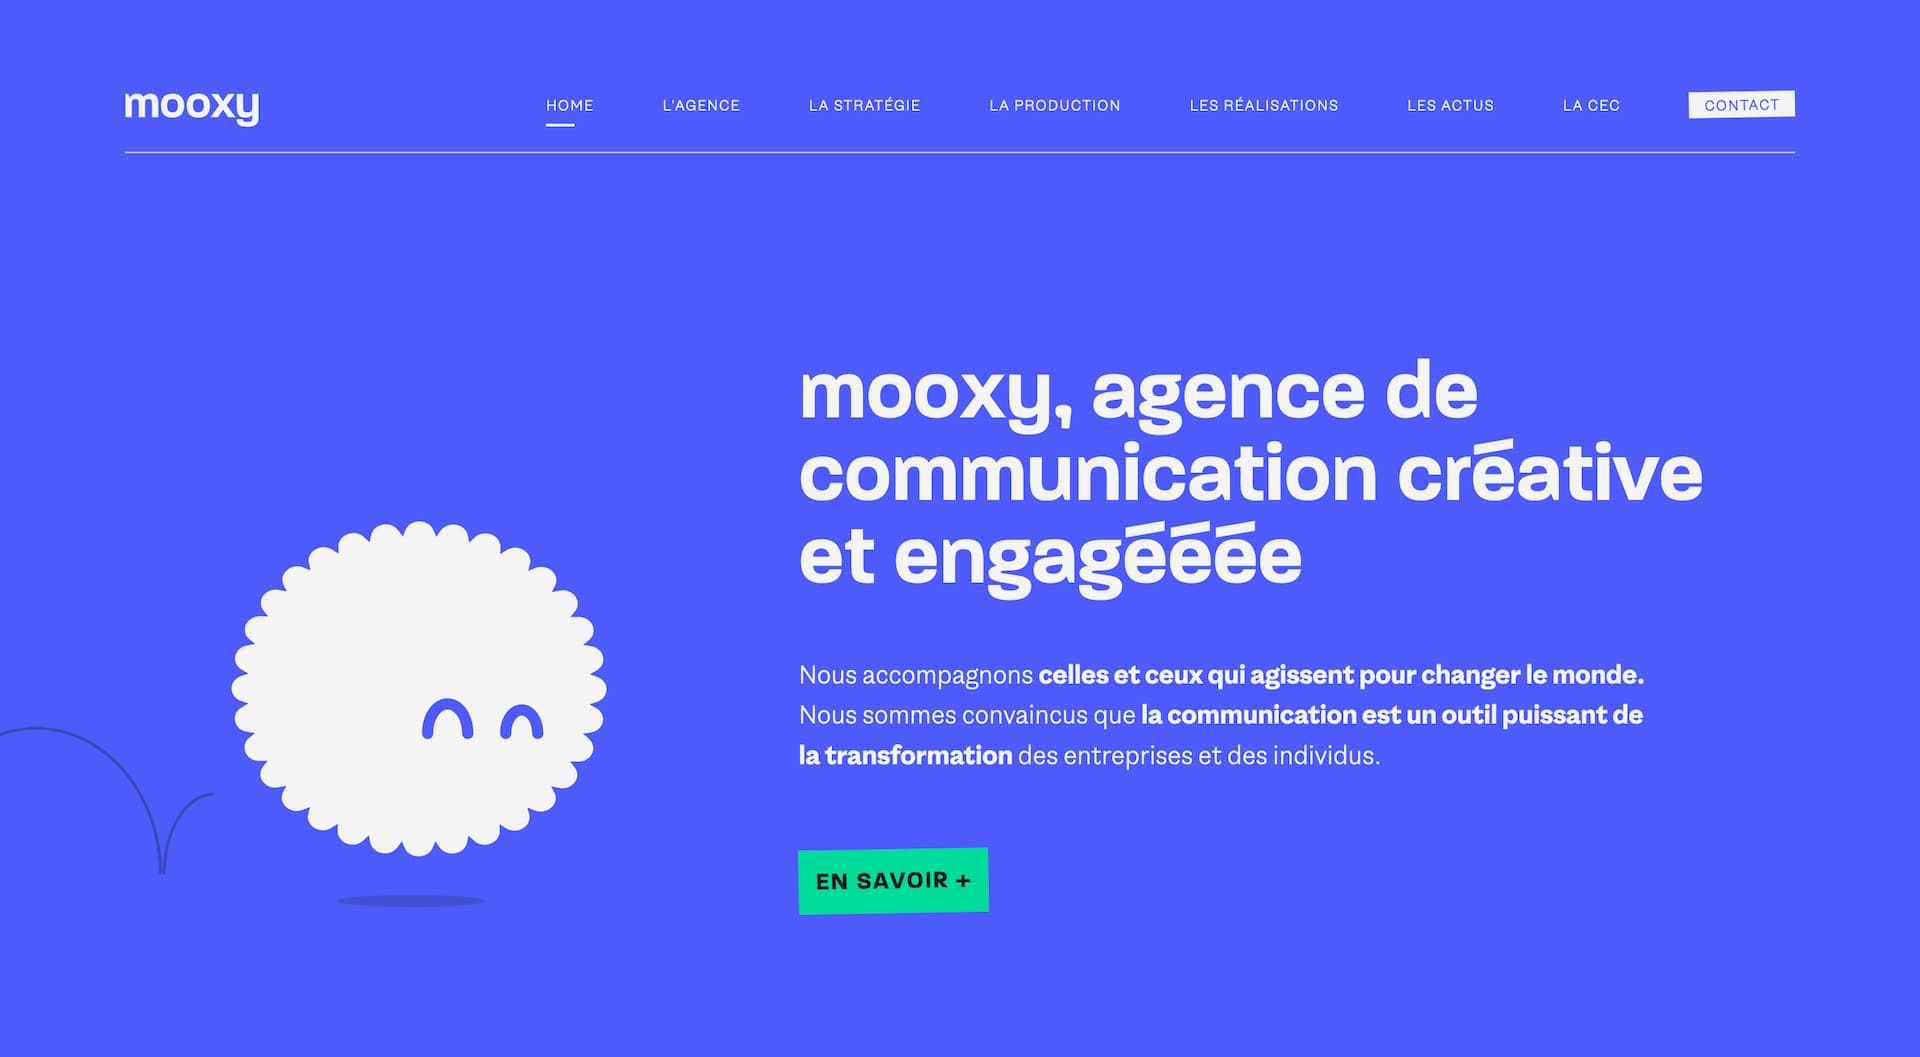 mooxy
HOME
L'AGENCE
LA STRATÉGIE
LA PRODUCTION
LES RÉALISATIONS
LES ACTUS
LA CEC
CONTACT
mooxy, agence de
communication créative
et engagééée
Nous accompagnons celles et ceux qui agissent pour changer le monde.
Nous sommes convaincus que la communication est un outil puissant de
la transformation des entreprises et des individus.
EN SAVOIR +